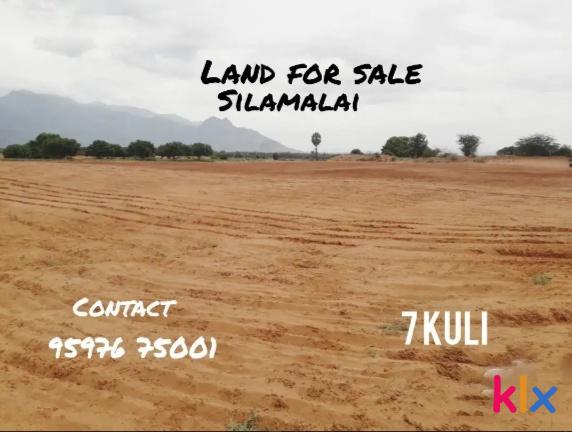 LAND FOR SALE
SILAMALAI
CONTACT
95976 75001
7 KULI
klx